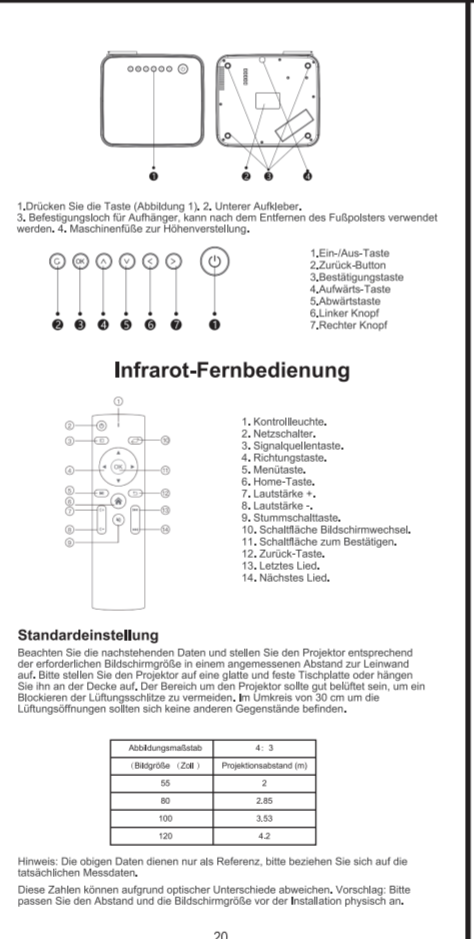 1.Drücken Sie die Taste (Abbildung 1). 2. Unterer Aufkleber.
3. Befestigungsloch für Aufhänger, kann nach dem Entfernen des Fußpolsters verwendet
werden. 4. Maschinenfüße zur Höhenverstellung.
1.Ein-/Aus-Taste
2.Zurück-Button
3.Bestätigungstaste
4.Aufwärts-Taste
5.Abwärtstaste
6.Linker Knopf
7.Rechter Knopf
Infrarot-Fernbedienung
1. Kontrollleuchte.
2. Netzschalter.
3. Signalquellentaste.
4. Richtungstaste.
5. Menütaste.
6. Home-Taste.
7. Lautstärke +.
8. Lautstärke -.
9. Stummschalttaste.
10. Schaltfläche Bildschirmwechsel.
11. Schaltfläche zum Bestätigen.
12. Zurück-Taste.
13. Letztes Lied.
14. Nächstes Lied.
Standardeinstellung
Beachten Sie die nachstehenden Daten und stellen Sie den Projektor entsprechend
der erforderlichen Bildschirmgröße in einem angemessenen Abstand zur Leinwand
auf. Bitte stellen Sie den Projektor auf eine glatte und feste Tischplatte oder hängen
Sie ihn an der Decke auf. Der Bereich um den Projektor sollte gut belüftet sein, um ein
Blockieren der Lüftungsschlitze zu vermeiden. Im Umkreis von 30 cm um die
Lüftungsöffnungen sollten sich keine anderen Gegenstände befinden.
Abbildungsmaßstab 4: 3
(Bildgröße (Zoll) Projektionsabstand (m)
55 2
80 2.85
100 3.53
120 4.2
Hinweis: Die obigen Daten dienen nur als Referenz, bitte beziehen Sie sich auf die
tatsächlichen Messdaten.
Diese Zahlen können aufgrund optischer Unterschiede abweichen. Vorschlag: Bitte
passen Sie den Abstand und die Bildschirmgröße vor der Installation physisch an.
20